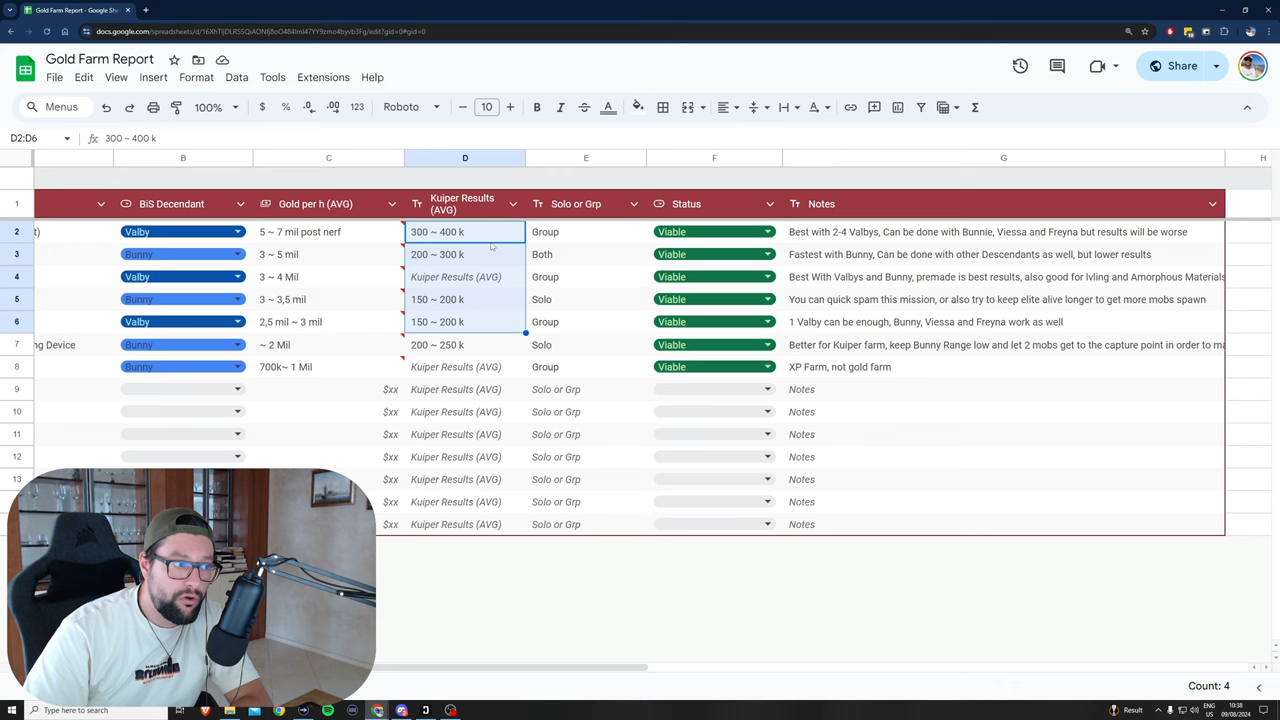 Gold Farm Report - Google She
docs.google.com/spreadsheets/d/16XhTljDLRS5QiAONfj8oO484lml47YY9zmo4byvb3Fg/edit?gid=0#gid=0
Gold Farm Report
File Edit View Insert Format Data Tools Extensions Help
Share
Menus 100% $ % .0 .00 123 Roboto 10 B I A
D2:D6 300 ~ 400 k
B C D E F G H
1 BiS Decendant Gold per h (AVG) Kuiper Results (AVG) Solo or Grp Status Notes
2 Valby 5 ~ 7 mil post nerf 300 ~ 400 k Group Viable Best with 2-4 Valbys, Can be done with Bunnie, Viessa and Freyna but results will be worse
3 Bunny 3 ~ 5 mil 200 ~ 300 k Both Viable Fastest with Bunny, Can be done with other Descendants as well, but lower results
4 Valby 3 ~ 4 Mil Kuiper Results (AVG) Group Viable Best With Valbys and Bunny, premade is best results, also good for lvling and Amorphous Materials
5 Bunny 3 ~ 3,5 mil 150 ~ 200 k Solo Viable You can quick spam this mission, or also try to keep elite alive longer to get more mobs spawn
6 Valby 2,5 mil ~ 3 mil 150 ~ 200 k Group Viable 1 Valby can be enough, Bunny, Viessa and Freyna work as well
7 ng Device Bunny ~ 2 Mil 200 ~ 250 k Solo Viable Better for Kuiper farm, keep Bunny Range low and let 2 mobs get to the capture point in order to ma
8 Bunny 700k~ 1 Mil Kuiper Results (AVG) Group Viable XP Farm, not gold farm
9 $xx Kuiper Results (AVG) Solo or Grp Notes
10 $xx Kuiper Results (AVG) Solo or Grp Notes
11 $xx Kuiper Results (AVG) Solo or Grp Notes
12 $xx Kuiper Results (AVG) Solo or Grp Notes
13 $xx Kuiper Results (AVG) Solo or Grp Notes
$xx Kuiper Results (AVG) Solo or Grp Notes
$xx Kuiper Results (AVG) Solo or Grp Notes
Count: 4
Type here to search
Result
ENG
US
10:38
09/08/2024